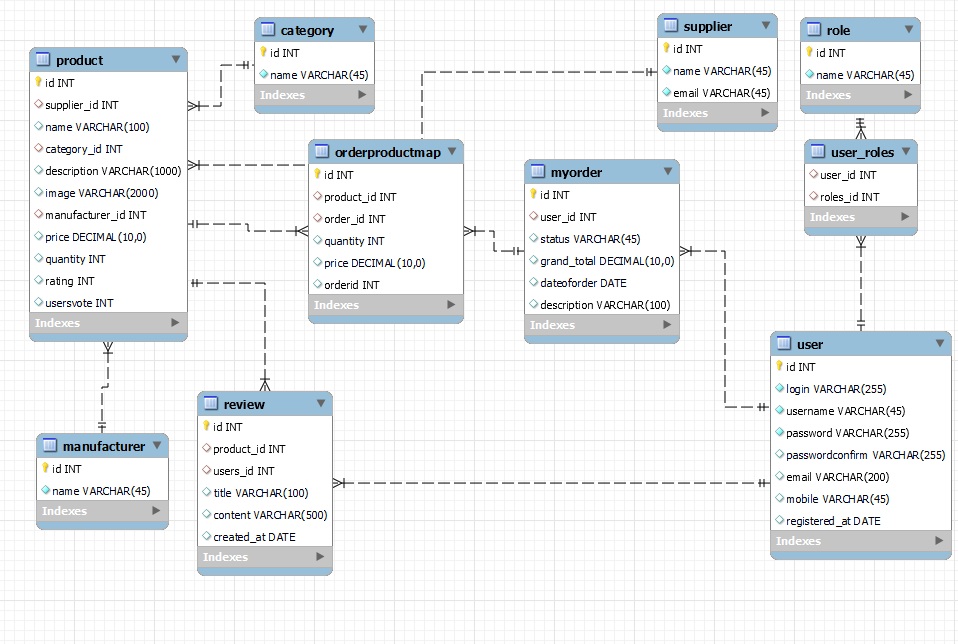 category
id INT
name VARCHAR(45)
Indexes
supplier
id INT
name VARCHAR(45)
email VARCHAR(45)
Indexes
role
id INT
name VARCHAR(45)
Indexes
product
id INT
supplier_id INT
name VARCHAR(100)
category_id INT
description VARCHAR(1000)
image VARCHAR(2000)
manufacturer_id INT
price DECIMAL(10,0)
quantity INT
rating INT
usersvote INT
Indexes
orderproductmap
id INT
product_id INT
order_id INT
quantity INT
price DECIMAL(10,0)
orderid INT
Indexes
myorder
id INT
user_id INT
status VARCHAR(45)
grand_total DECIMAL(10,0)
dateoforder DATE
description VARCHAR(100)
Indexes
user_roles
user_id INT
roles_id INT
Indexes
manufacturer
id INT
name VARCHAR(45)
Indexes
review
id INT
product_id INT
users_id INT
title VARCHAR(100)
content VARCHAR(500)
created_at DATE
Indexes
user
id INT
login VARCHAR(255)
username VARCHAR(45)
password VARCHAR(255)
passwordconfirm VARCHAR(255)
email VARCHAR(200)
mobile VARCHAR(45)
registered_at DATE
Indexes